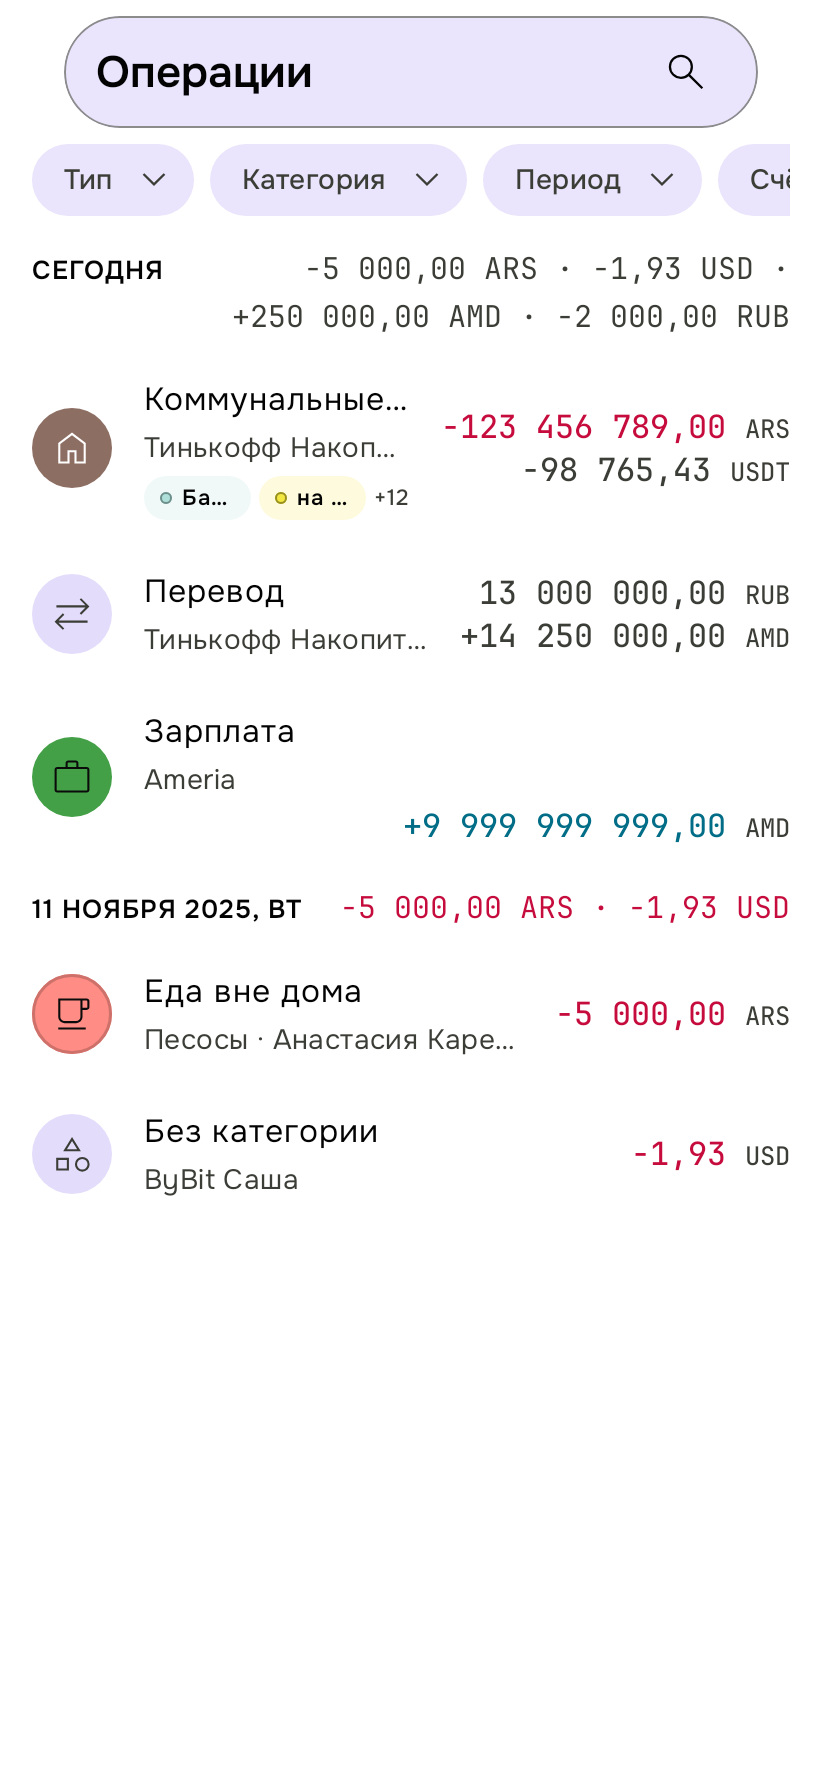 Операции
Тип Категория Период Счё
СЕГОДНЯ -5 000,00 ARS · -1,93 USD ·
+250 000,00 AMD · -2 000,00 RUB
Коммунальные...
Тинькофф Накоп...
Ба... на ... +12
-123 456 789,00 ARS
-98 765,43 USDT
Перевод
Тинькофф Накопит...
13 000 000,00 RUB
+14 250 000,00 AMD
Зарплата
Ameria
+9 999 999 999,00 AMD
11 НОЯБРЯ 2025, ВТ -5 000,00 ARS · -1,93 USD
Еда вне дома
Песосы · Анастасия Каре...
-5 000,00 ARS
Без категории
ByBit Саша
-1,93 USD